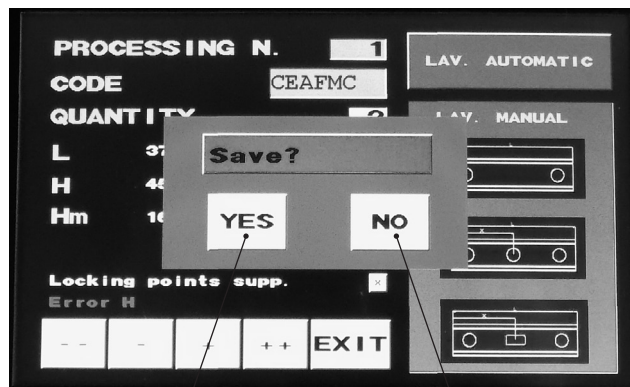 PROCESSING N. 1
CODE CEAFMC
QUANTITY
L
H
Hm
Save?
YES NO
Locking points supp. ×
Error H
-- - + ++ EXIT
LAV. AUTOMATIC
LAV. MANUAL
L
L
X
L
X